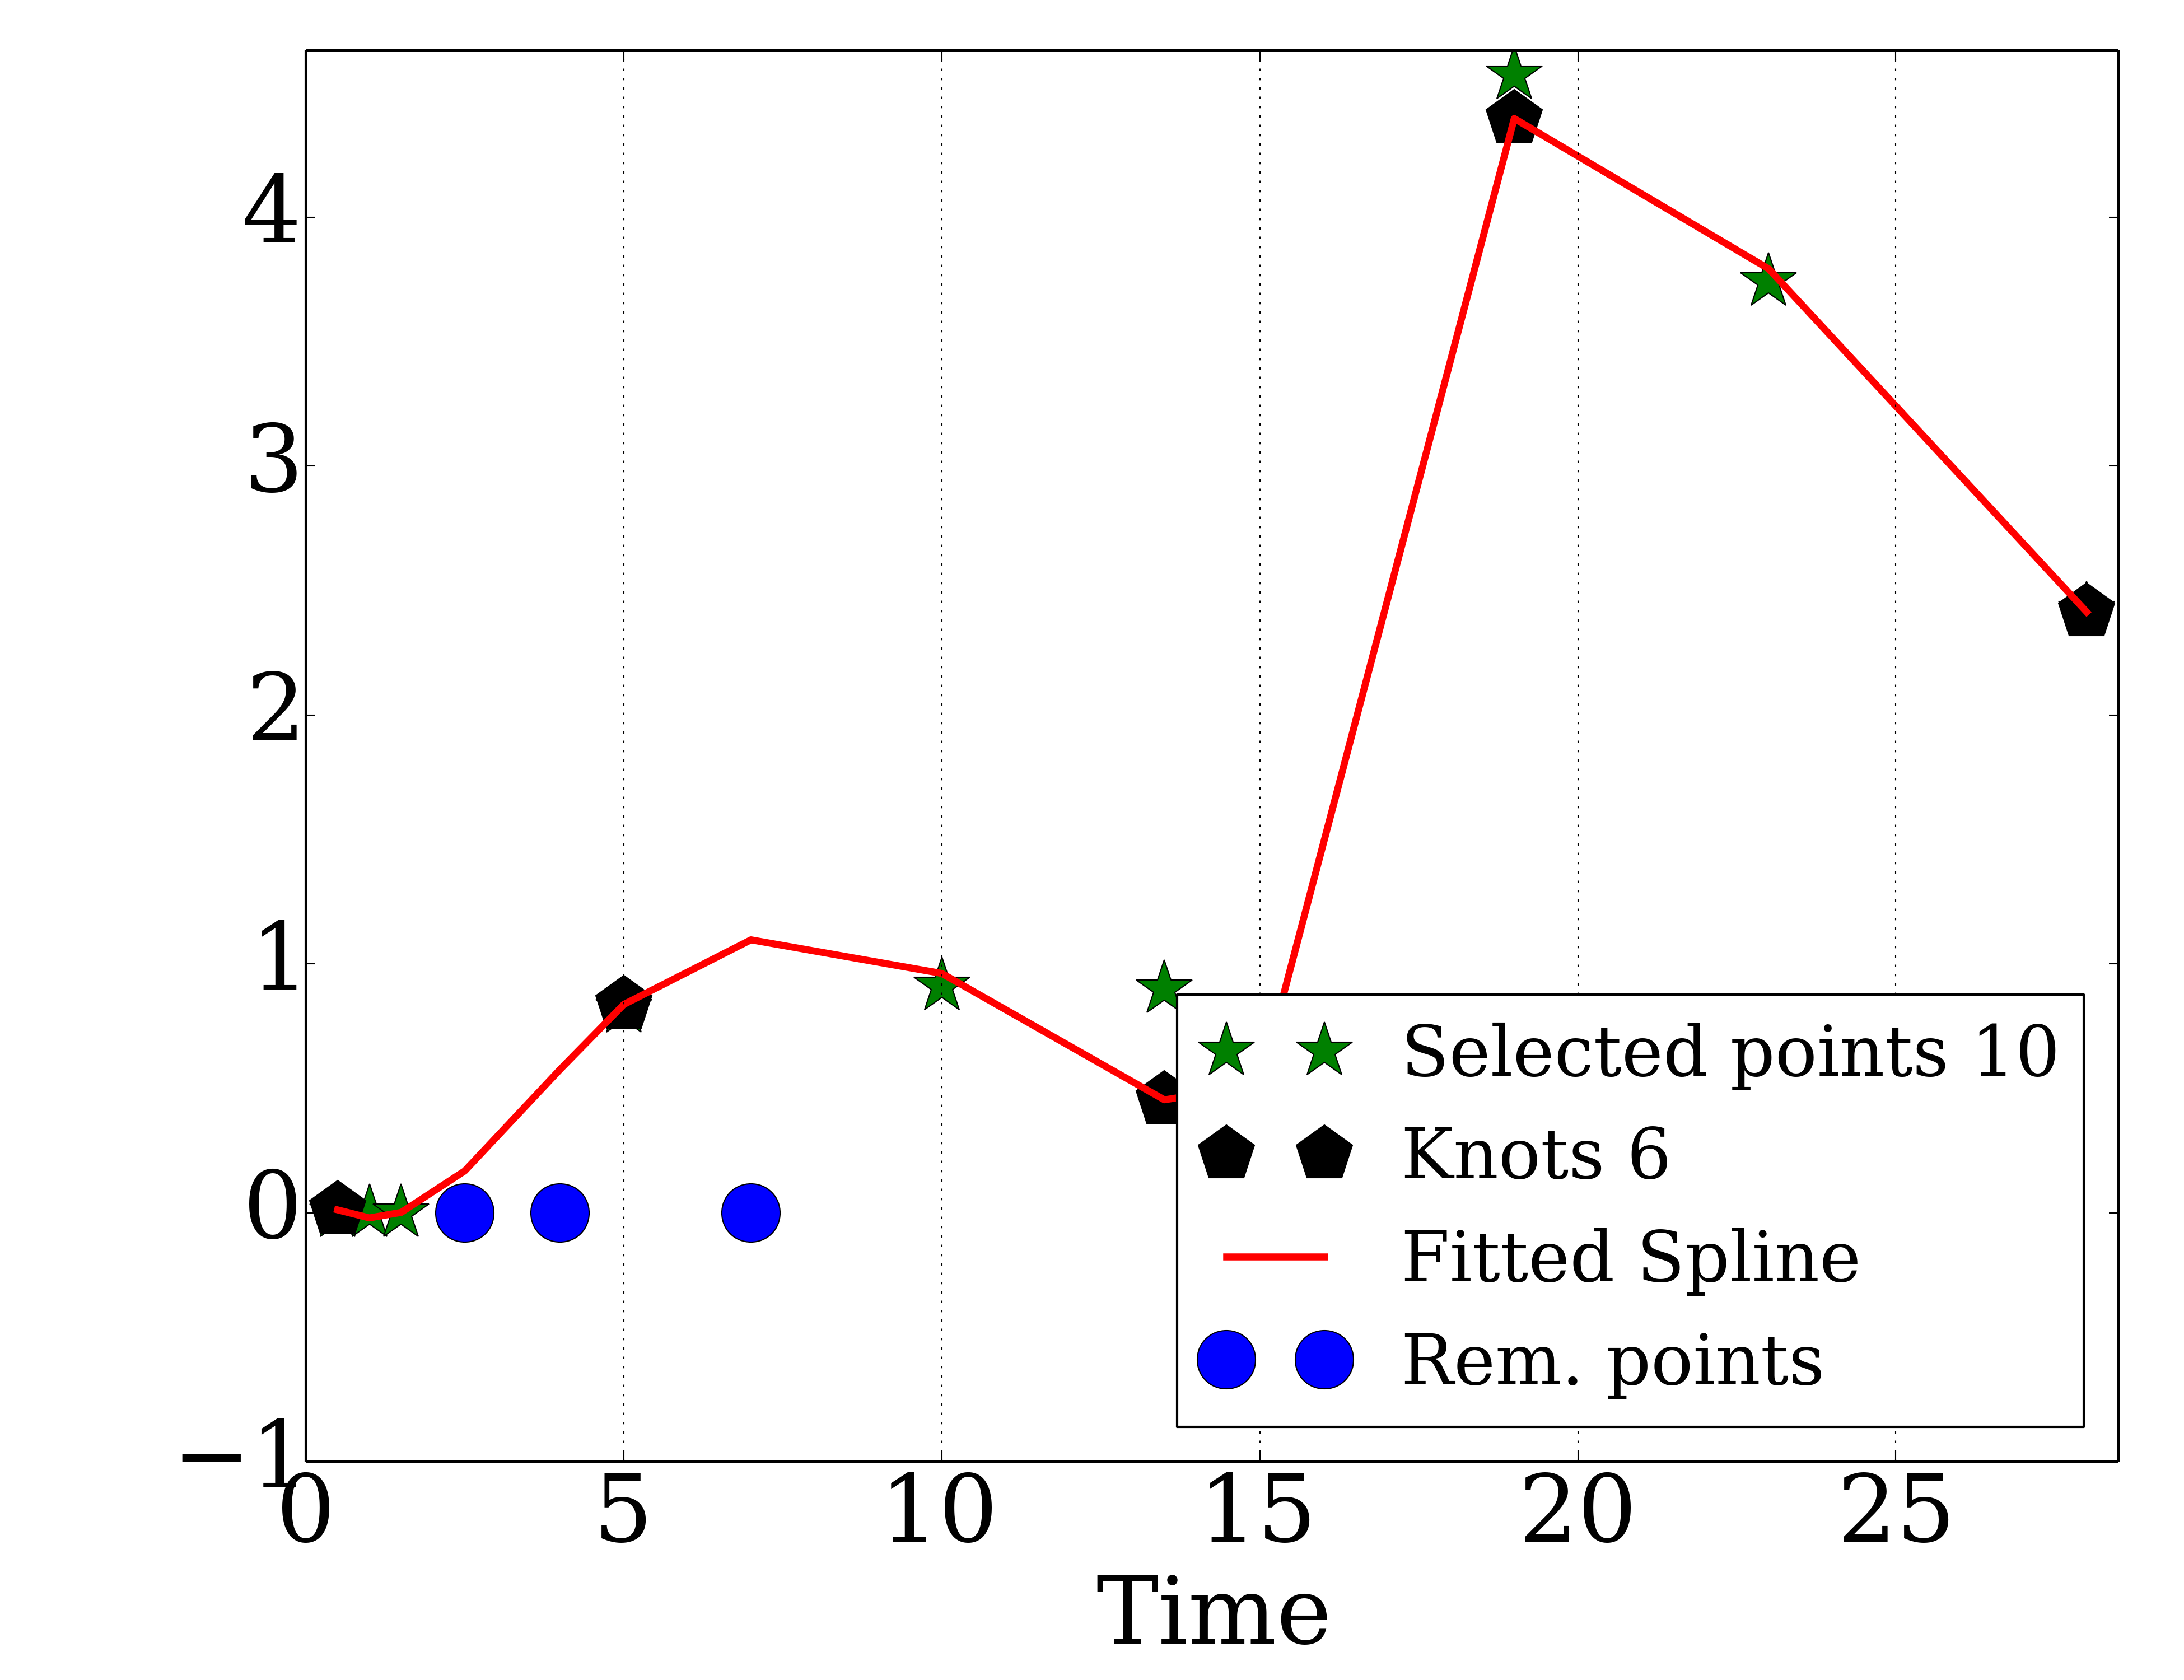 4
3
2
1
0
−1
Selected points 10
Knots 6
Fitted Spline
Rem. points
0 5 10 15 20 25
Time